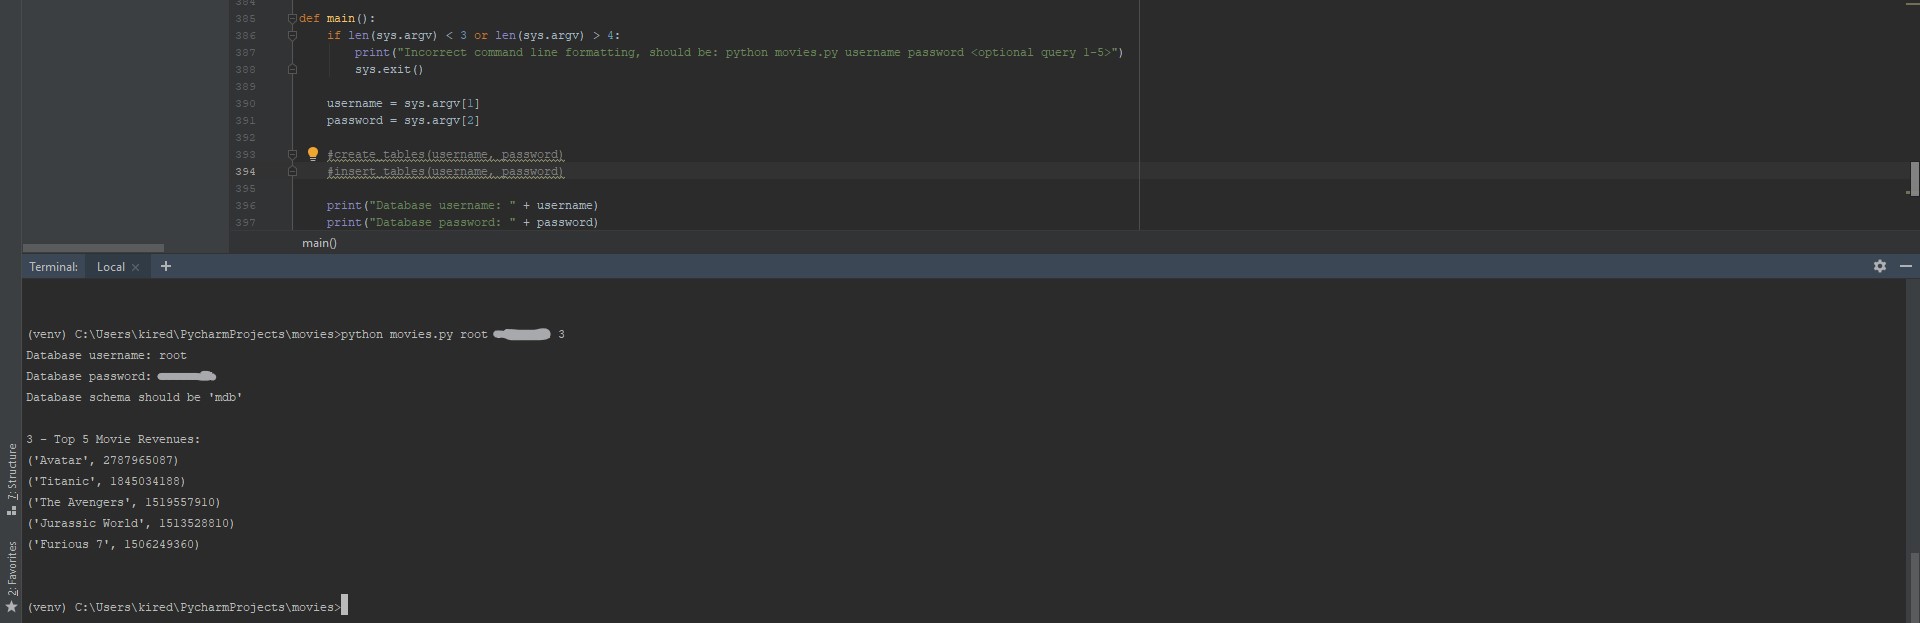 384
385 def main():
386 if len(sys.argv) < 3 or len(sys.argv) > 4:
387 print("Incorrect command line formatting, should be: python movies.py username password <optional query 1-5>")
388 sys.exit()
389
390 username = sys.argv[1]
391 password = sys.argv[2]
392
393 #create_tables(username, password)
394 #insert_tables(username, password)
395
396 print("Database username: " + username)
397 print("Database password: " + password)
main()
Terminal: Local × +
(venv) C:\Users\kired\PycharmProjects\movies>python movies.py root 3
Database username: root
Database password:
Database schema should be 'mdb'
3 - Top 5 Movie Revenues:
('Avatar', 2787965087)
('Titanic', 1845034188)
('The Avengers', 1519557910)
('Jurassic World', 1513528810)
('Furious 7', 1506249360)
(venv) C:\Users\kired\PycharmProjects\movies>
7: Structure
2: Favorites